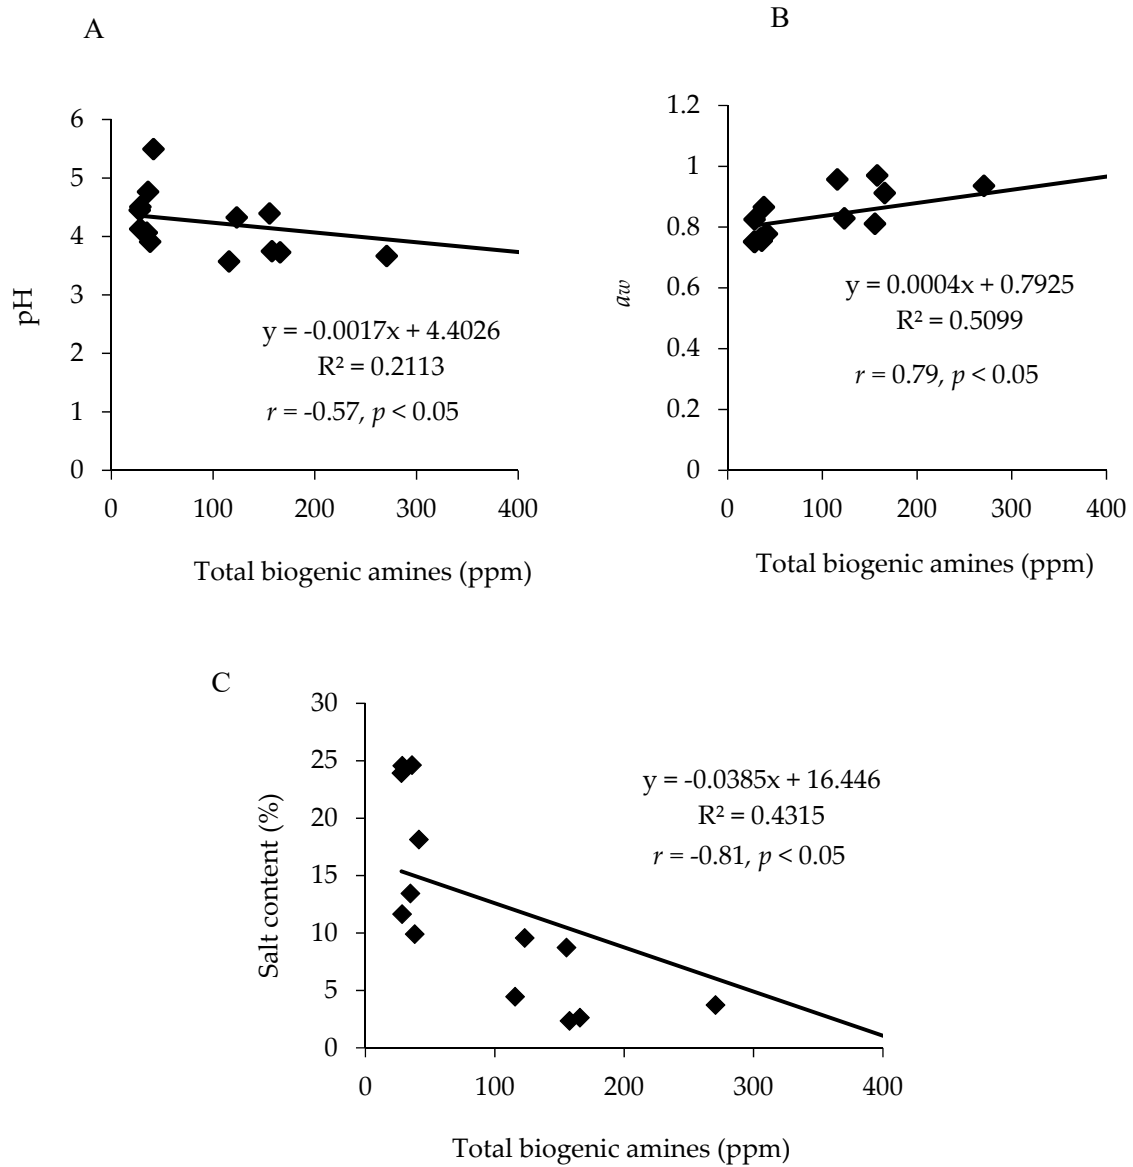 A
6
5
4
3
2
1
0
pH
y = -0.0017x + 4.4026
R² = 0.2113
r = -0.57, p < 0.05
0 100 200 300 400
Total biogenic amines (ppm)
B
1.2
1
0.8
0.6
0.4
0.2
0
aw
y = 0.0004x + 0.7925
R² = 0.5099
r = 0.79, p < 0.05
0 100 200 300 400
Total biogenic amines (ppm)
C
30
25
20
15
10
5
0
Salt content (%)
y = -0.0385x + 16.446
R² = 0.4315
r = -0.81, p < 0.05
0 100 200 300 400
Total biogenic amines (ppm)